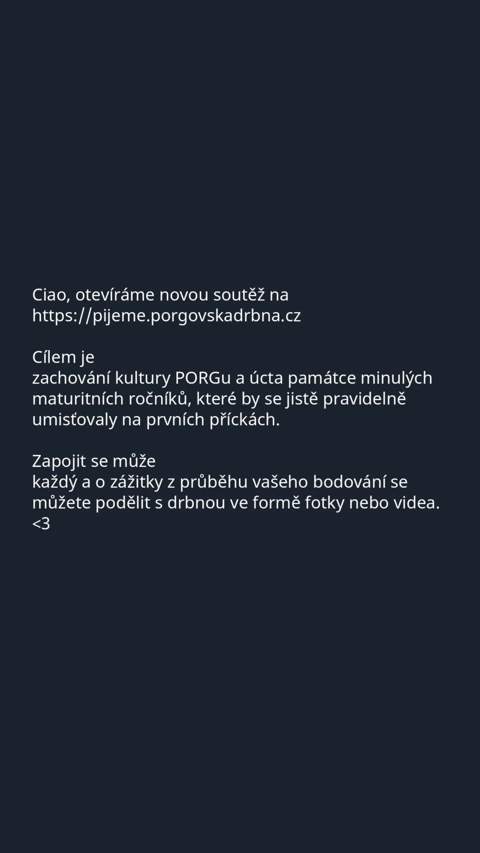 Ciao, otevíráme novou soutěž na
https://pijeme.porgovskadrbna.cz
Cílem je
zachování kultury PORGu a úcta památce minulých
maturitních ročníků, které by se jistě pravidelně
umisťovaly na prvních příckách.
Zapojit se může
každý a o zážitky z průběhu vašeho bodování se
můžete podělit s drbnou ve formě fotky nebo videa.
<3